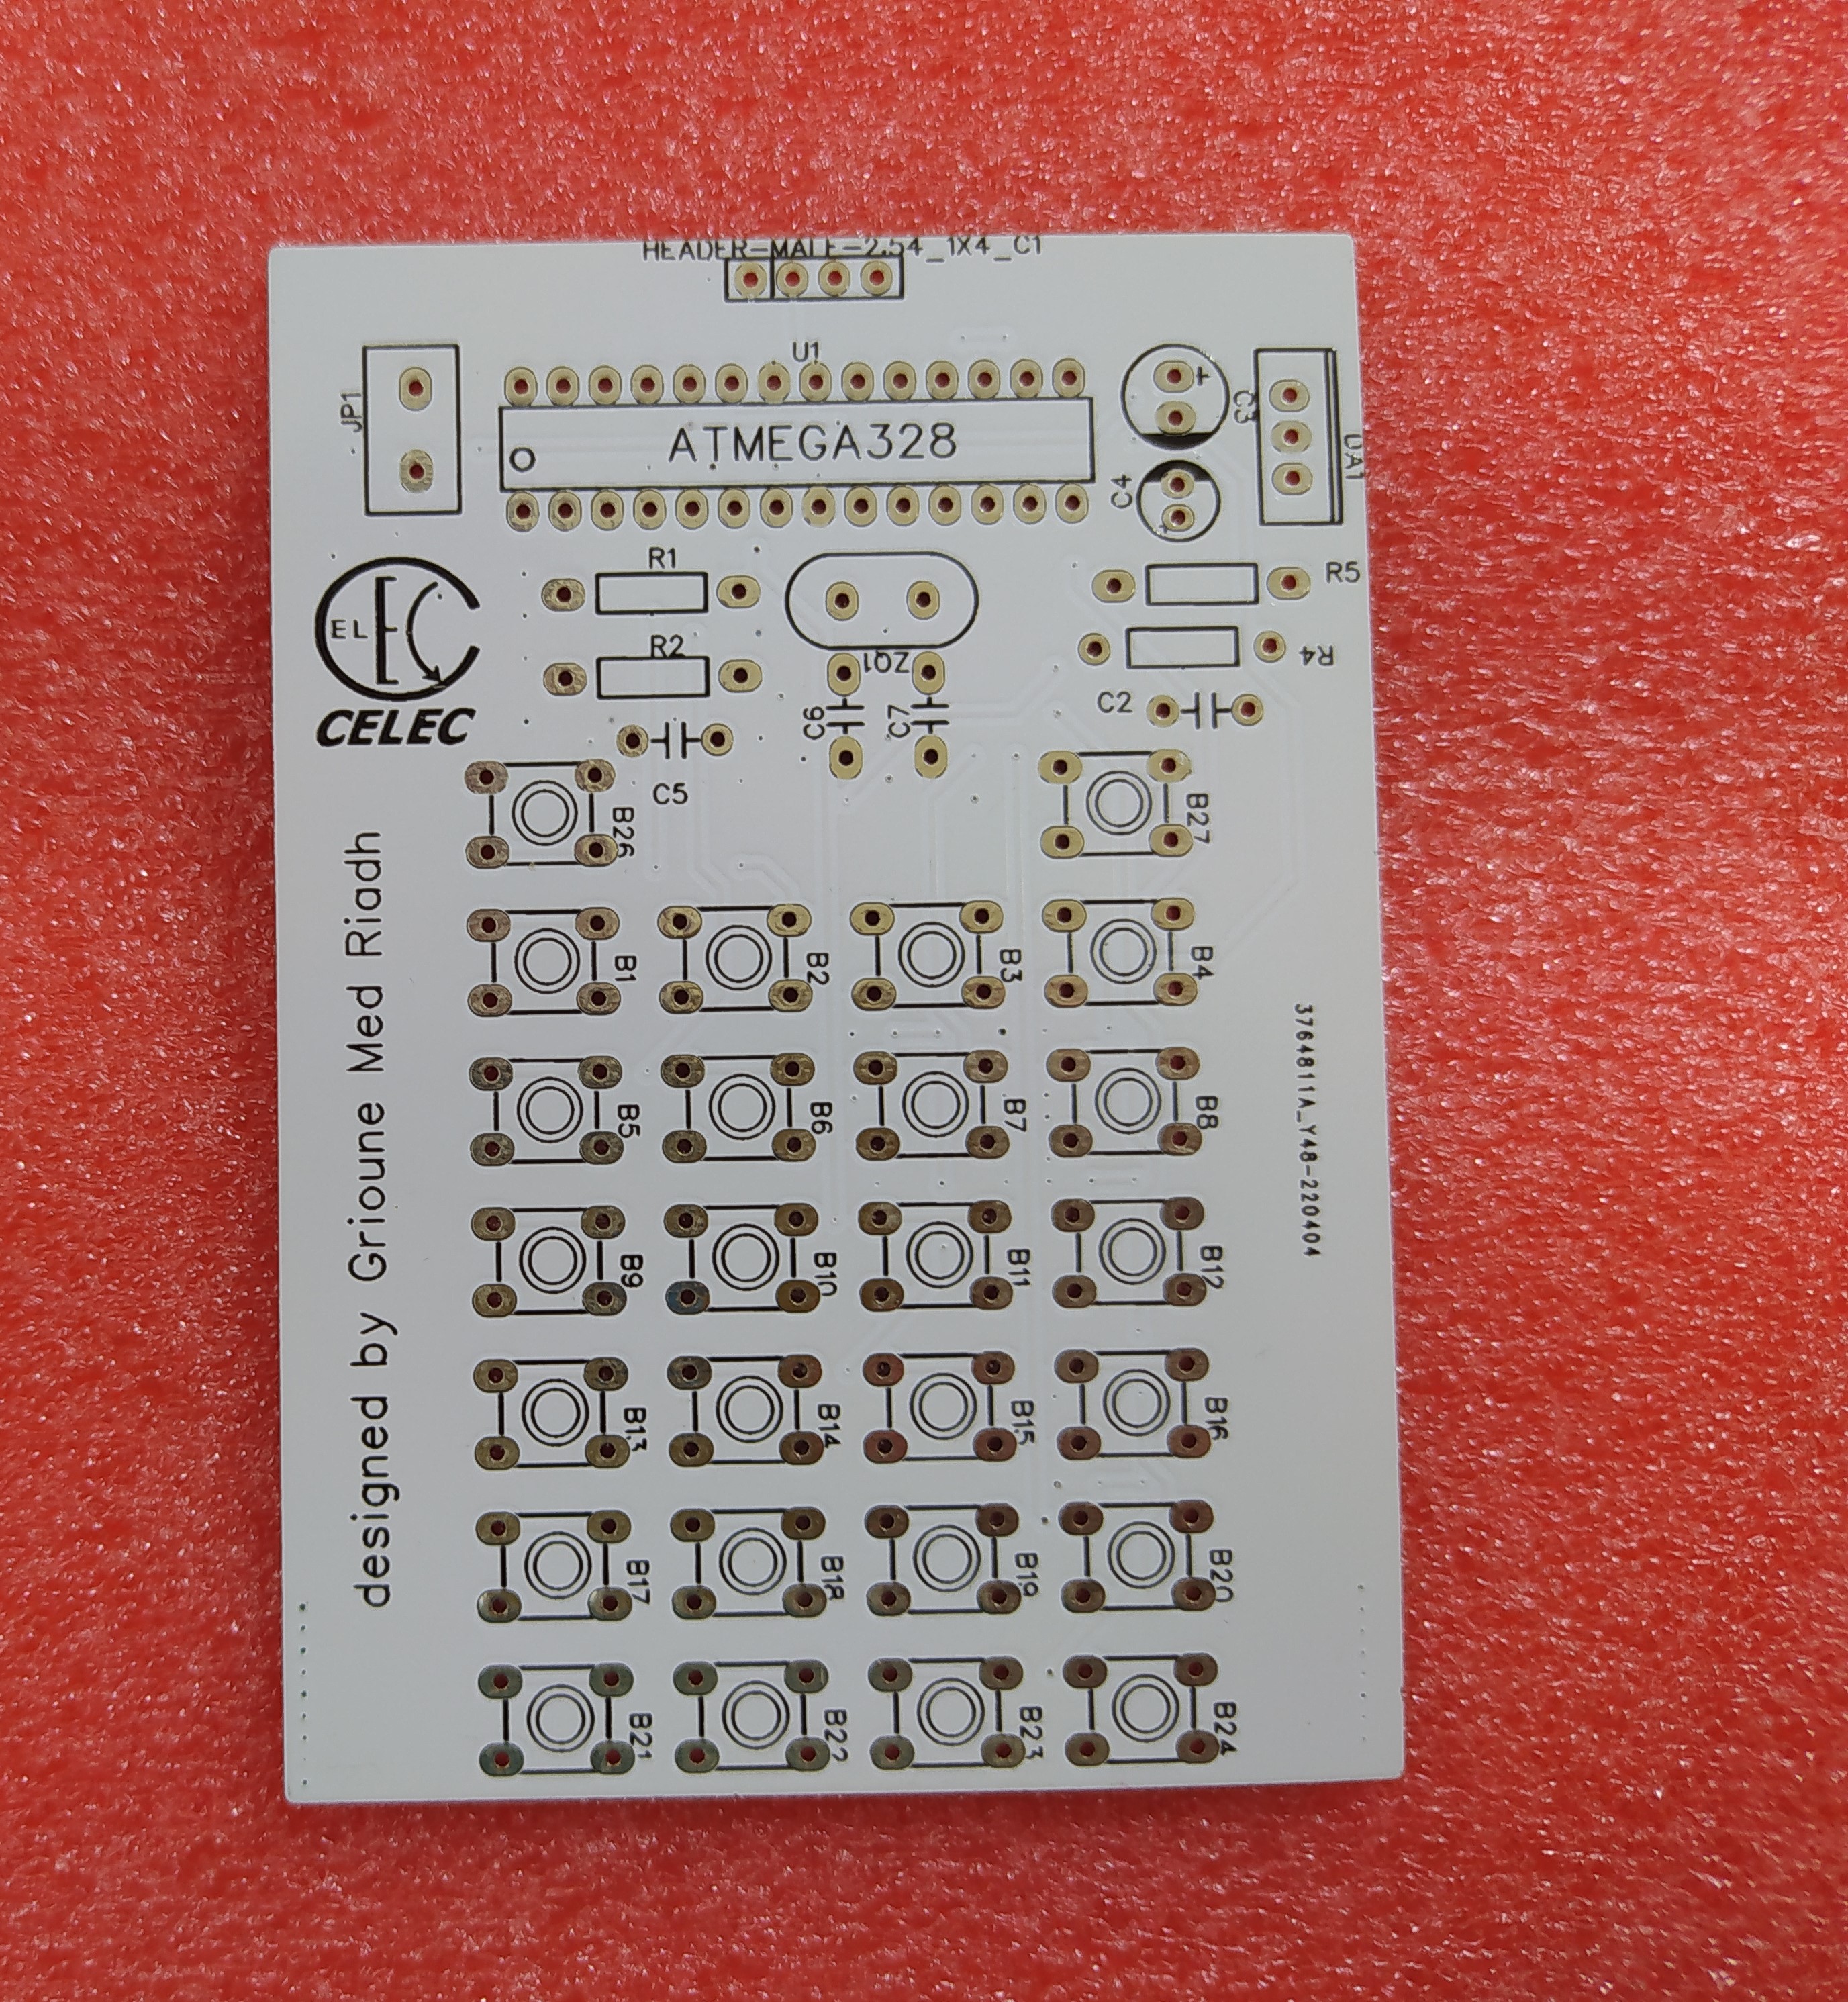 HEADER-MALE-2.54_1X4_C1
U1
JP1
ATMEGA328
+
C3
DA1
C4
+
R1
R5
EL
R2
ZQ1
R4
CELEC
C6
C7
C2
C5
B26
B27
designed by Grioune Med Riadh
B1
B2
B3
B4
3764811A_Y48-220404
B5
B6
B7
B8
B9
B10
B11
B12
B13
B14
B15
B16
B17
B18
B19
B20
B21
B22
B23
B24